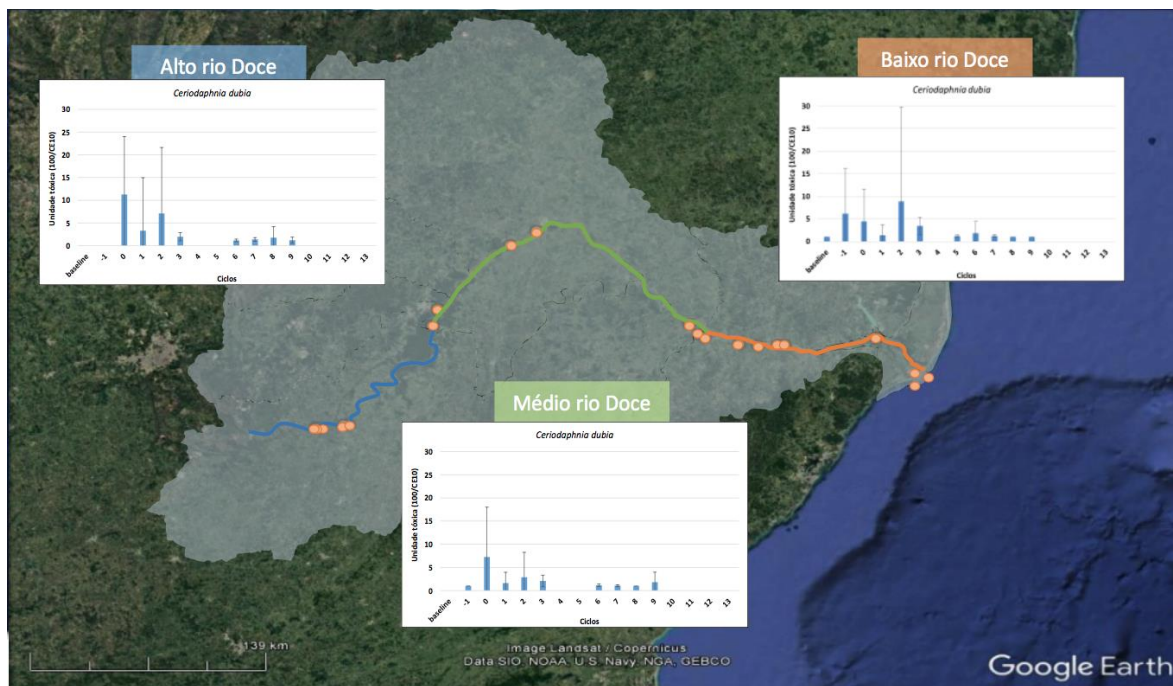 Alto rio Doce
Ceriodaphnia dubia
Unidade tóxica (100/CE10)
30
25
20
15
10
5
0
baseline -1 0 1 2 3 4 5 6 7 8 9 10 11 12 13
Ciclos
Baixo rio Doce
Ceriodaphnia dubia
Unidade tóxica (100/CE10)
30
25
20
15
10
5
0
baseline -1 0 1 2 3 4 5 6 7 8 9 10 11 12 13
Ciclos
Médio rio Doce
Ceriodaphnia dubia
Unidade tóxica (100/CE10)
30
25
20
15
10
5
0
baseline -1 0 1 2 3 4 5 6 7 8 9 10 11 12 13
Ciclos
139 km
Image Landsat / Copernicus
Data SIO, NOAA, U.S. Navy, NGA, GEBCO
Google Earth